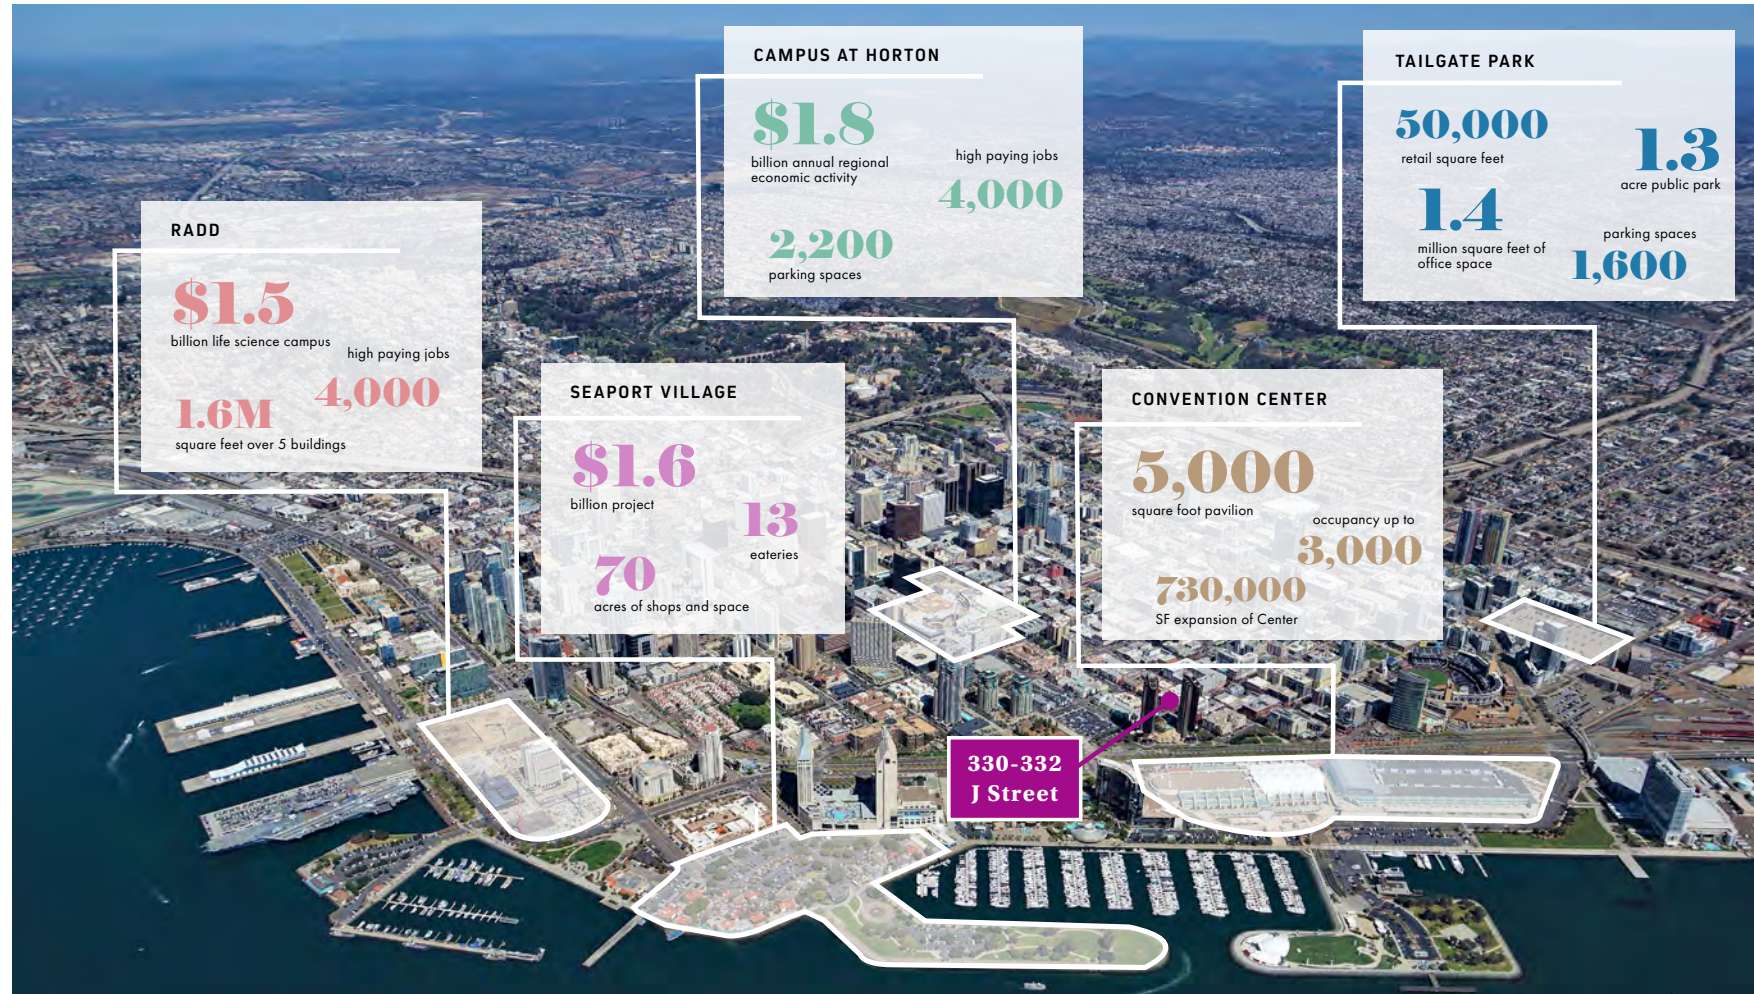 CAMPUS AT HORTON
$1.8
billion annual regional
economic activity
high paying jobs
4,000
2,200
parking spaces
TAILGATE PARK
50,000
retail square feet
1.3
acre public park
1.4
million square feet of
office space
parking spaces
1,600
RADD
$1.5
billion life science campus
high paying jobs
4,000
1.6M
square feet over 5 buildings
SEAPORT VILLAGE
$1.6
billion project
13
eateries
70
acres of shops and space
CONVENTION CENTER
5,000
square foot pavilion
occupancy up to
3,000
730,000
SF expansion of Center
330-332
J Street